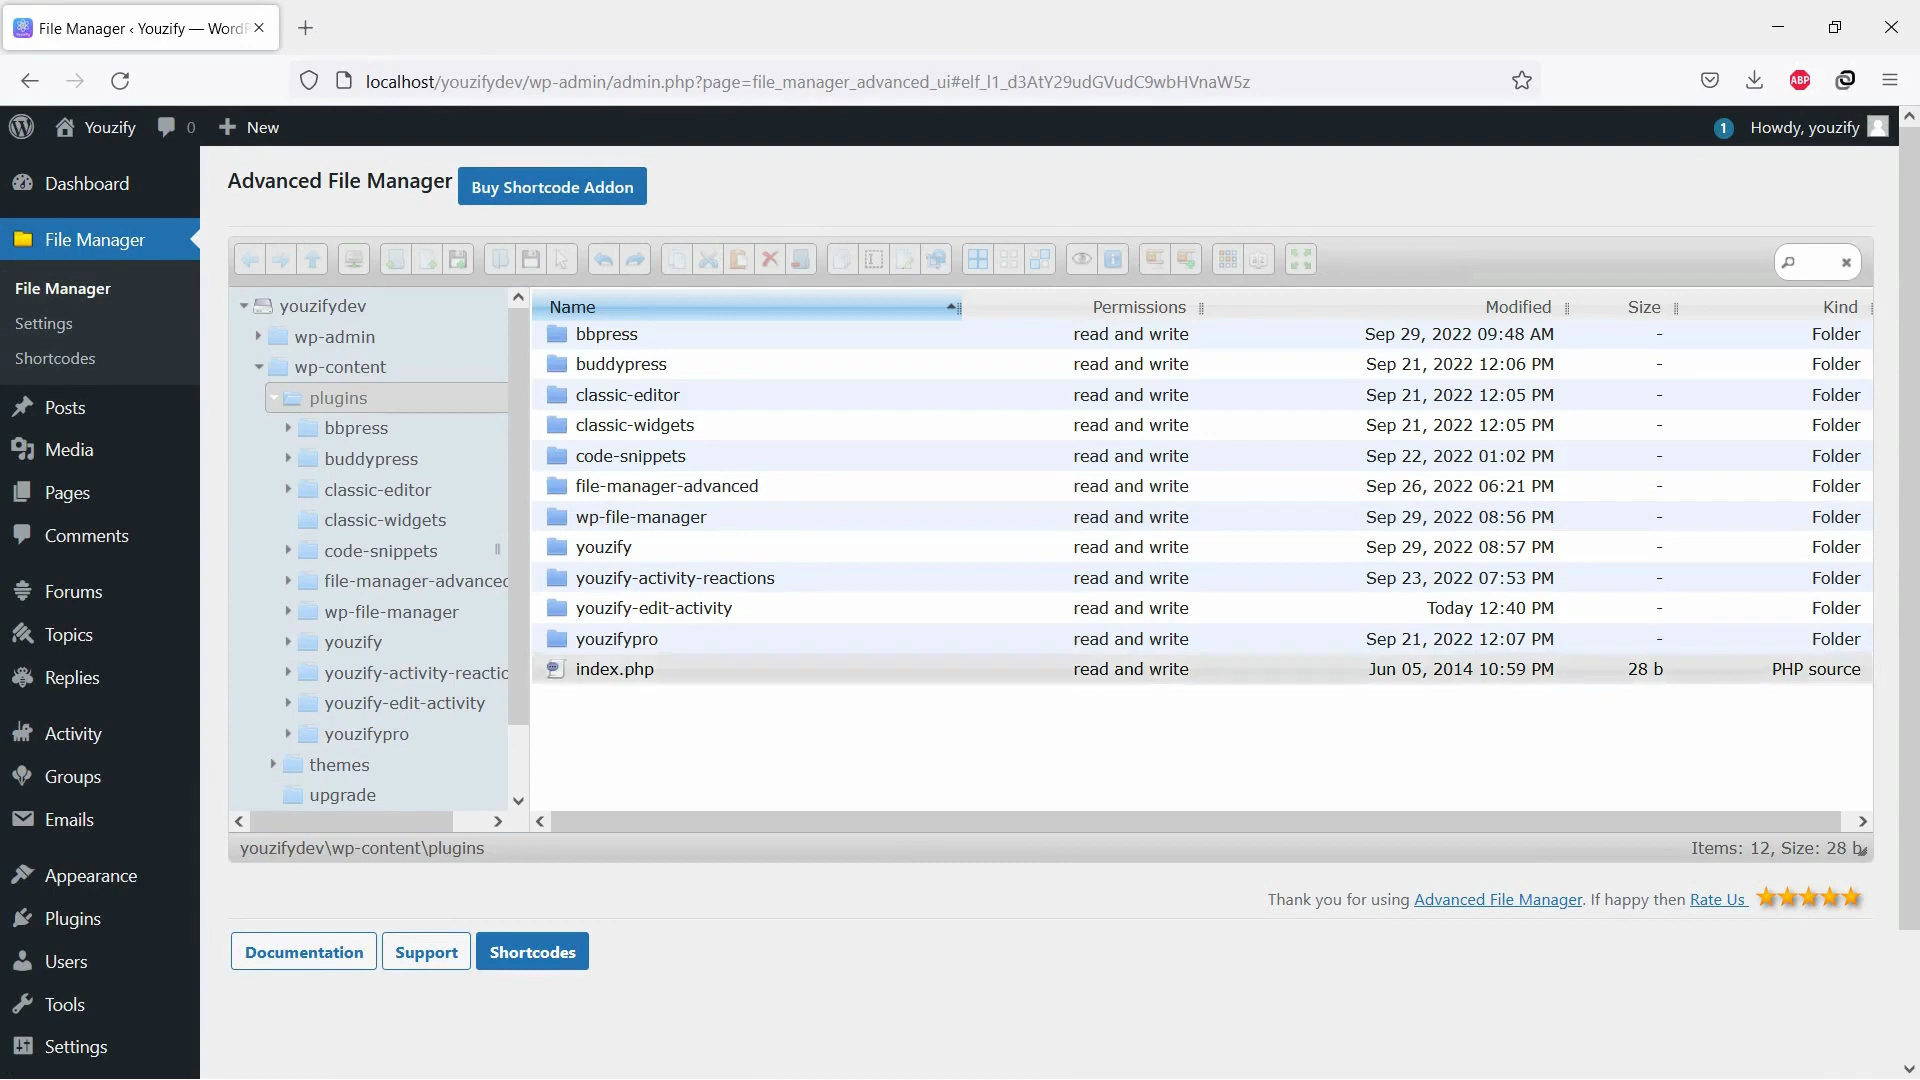 File Manager ‹ Youzify — WordP
localhost/youzifydev/wp-admin/admin.php?page=file_manager_advanced_ui#elf_l1_d3AtY29udGVudC9wbHVnaW5z
ABP
Youzify 0 New 1 Howdy, youzify
Dashboard
File Manager
File Manager
Settings
Shortcodes
Posts
Media
Pages
Comments
Forums
Topics
Replies
Activity
Groups
Emails
Appearance
Plugins
Users
Tools
Settings
Advanced File Manager Buy Shortcode Addon
youzifydev
wp-admin
wp-content
plugins
bbpress
buddypress
classic-editor
classic-widgets
code-snippets
file-manager-advanced
wp-file-manager
youzify
youzify-activity-reactio
youzify-edit-activity
youzifypro
themes
upgrade
Name Permissions Modified Size Kind
bbpress read and write Sep 29, 2022 09:48 AM - Folder
buddypress read and write Sep 21, 2022 12:06 PM - Folder
classic-editor read and write Sep 21, 2022 12:05 PM - Folder
classic-widgets read and write Sep 21, 2022 12:05 PM - Folder
code-snippets read and write Sep 22, 2022 01:02 PM - Folder
file-manager-advanced read and write Sep 26, 2022 06:21 PM - Folder
wp-file-manager read and write Sep 29, 2022 08:56 PM - Folder
youzify read and write Sep 29, 2022 08:57 PM - Folder
youzify-activity-reactions read and write Sep 23, 2022 07:53 PM - Folder
youzify-edit-activity read and write Today 12:40 PM - Folder
youzifypro read and write Sep 21, 2022 12:07 PM - Folder
index.php read and write Jun 05, 2014 10:59 PM 28 b PHP source
youzifydev\wp-content\plugins Items: 12, Size: 28 b
Thank you for using Advanced File Manager. If happy then Rate Us
Documentation Support Shortcodes